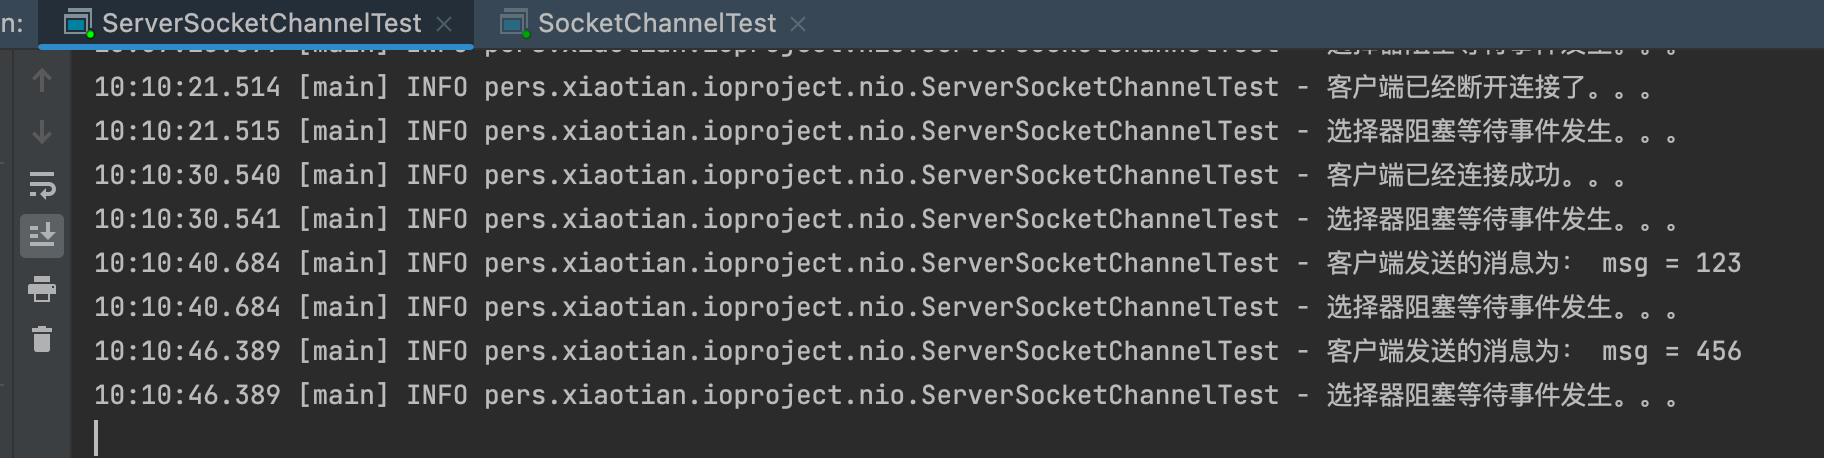 n:
ServerSocketChannelTest
SocketChannelTest
10:10:21.514 [main] INFO pers.xiaotian.ioproject.nio.ServerSocketChannelTest - 客户端已经断开连接了。。。
10:10:21.515 [main] INFO pers.xiaotian.ioproject.nio.ServerSocketChannelTest - 选择器阻塞等待事件发生。。。
10:10:30.540 [main] INFO pers.xiaotian.ioproject.nio.ServerSocketChannelTest - 客户端已经连接成功。。。
10:10:30.541 [main] INFO pers.xiaotian.ioproject.nio.ServerSocketChannelTest - 选择器阻塞等待事件发生。。。
10:10:40.684 [main] INFO pers.xiaotian.ioproject.nio.ServerSocketChannelTest - 客户端发送的消息为： msg = 123
10:10:40.684 [main] INFO pers.xiaotian.ioproject.nio.ServerSocketChannelTest - 选择器阻塞等待事件发生。。。
10:10:46.389 [main] INFO pers.xiaotian.ioproject.nio.ServerSocketChannelTest - 客户端发送的消息为： msg = 456
10:10:46.389 [main] INFO pers.xiaotian.ioproject.nio.ServerSocketChannelTest - 选择器阻塞等待事件发生。。。